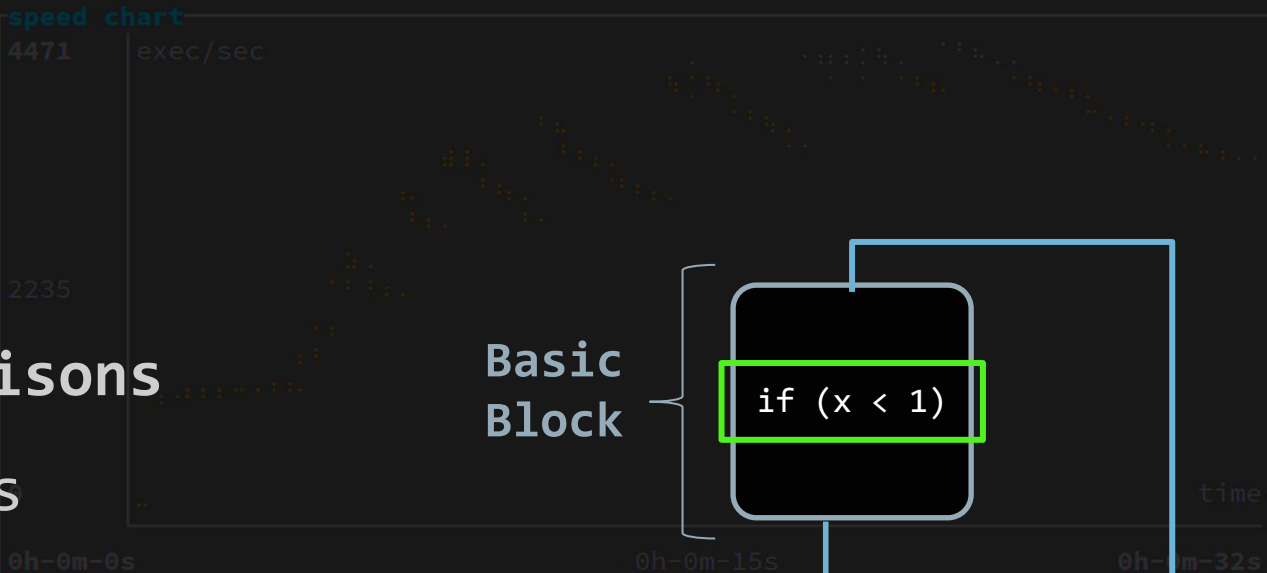 speed chart
4471 exec/sec
2235
isons
Basic
Block
if (x < 1)
s
time
0h-0m-0s 0h-0m-15s 0h-0m-32s